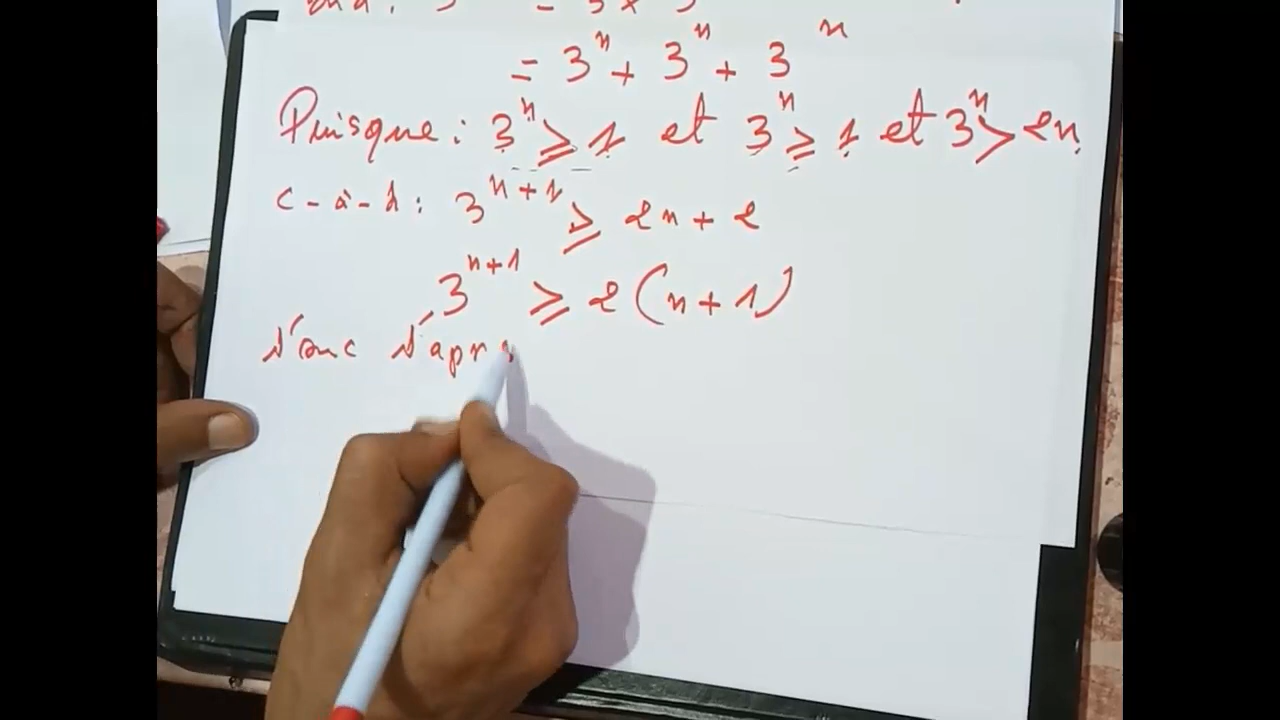 = 3ⁿ + 3ⁿ + 3ⁿ
Puisque : 3ⁿ ≥ 1 et 3ⁿ ≥ 1 et 3ⁿ > 2n
c-à-d : 3ⁿ⁺¹ ≥ 2n + 2
3ⁿ⁺¹ ≥ 2(n + 1)
d'onc d'apr